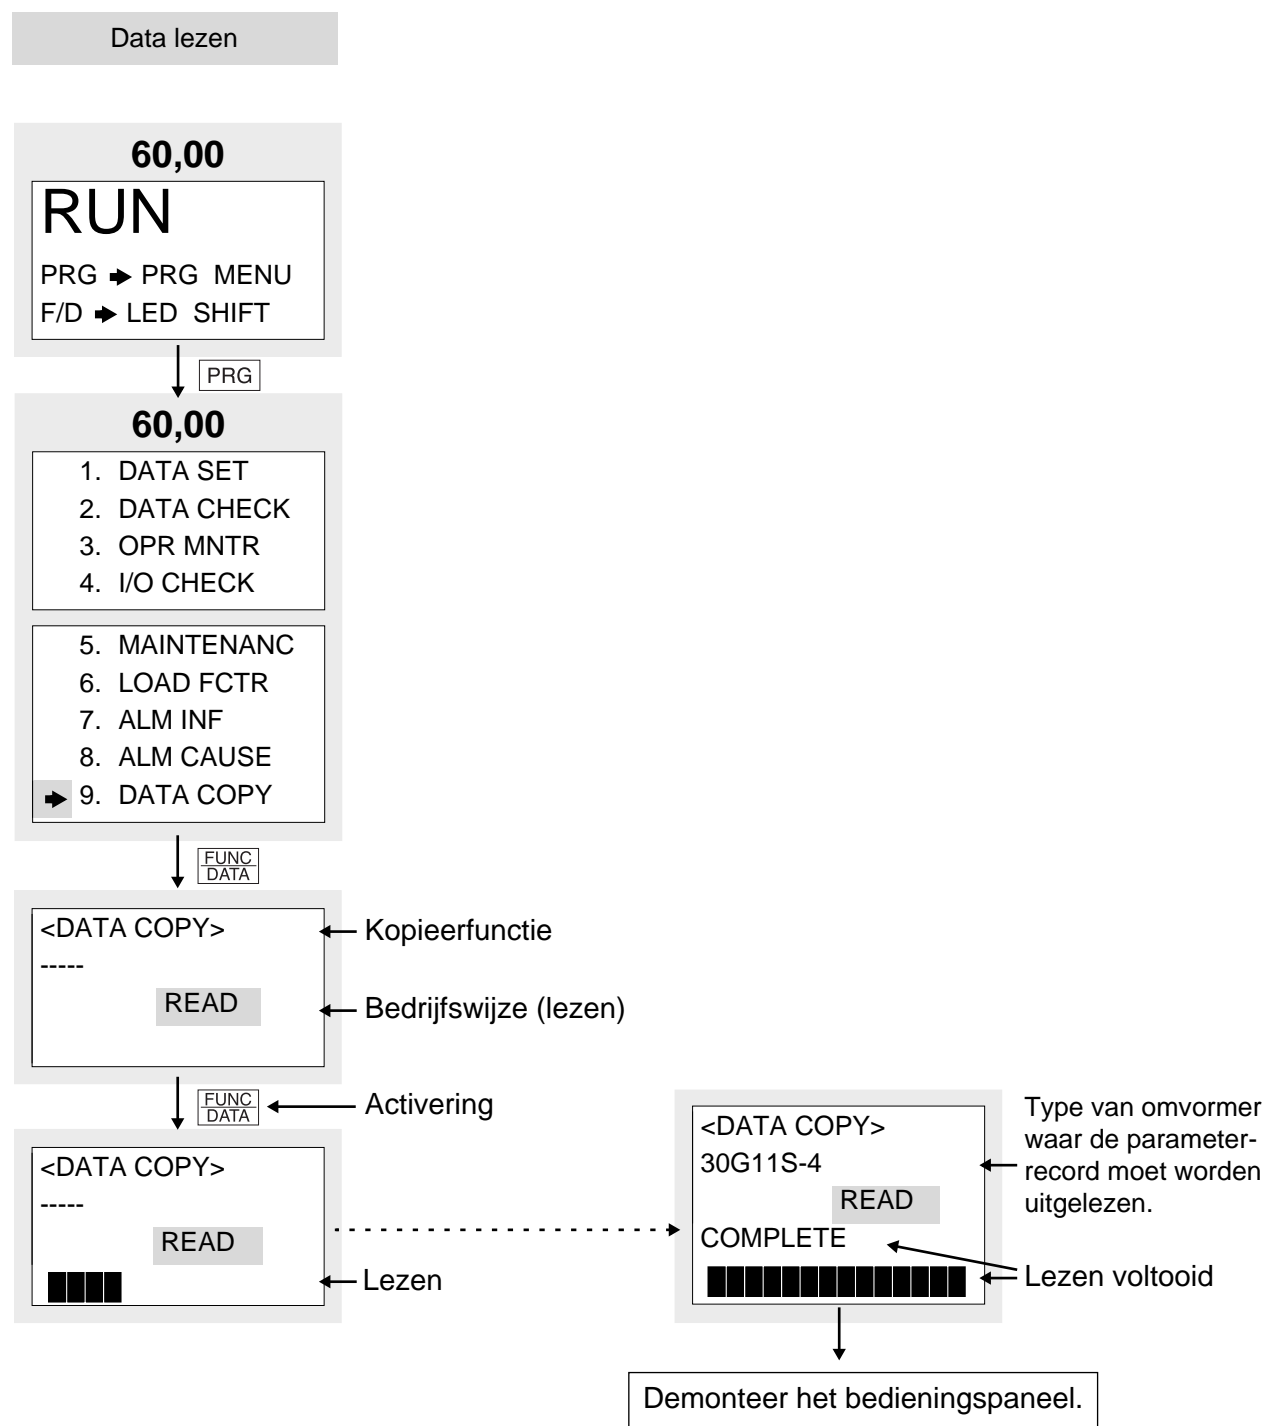 Data lezen
60,00
RUN
PRG ➧ PRG MENU
F/D ➧ LED SHIFT
PRG
60,00
1. DATA SET
2. DATA CHECK
3. OPR MNTR
4. I/O CHECK
5. MAINTENANC
6. LOAD FCTR
7. ALM INF
8. ALM CAUSE
➧ 9. DATA COPY
FUNC
DATA
<DATA COPY>
-----
READ
Kopieerfunctie
Bedrijfswijze (lezen)
FUNC
DATA
Activering
<DATA COPY>
-----
READ
Lezen
<DATA COPY>
30G11S-4
READ
COMPLETE
Type van omvormer
waar de parameter-
record moet worden
uitgelezen.
Lezen voltooid
Demonteer het bedieningspaneel.